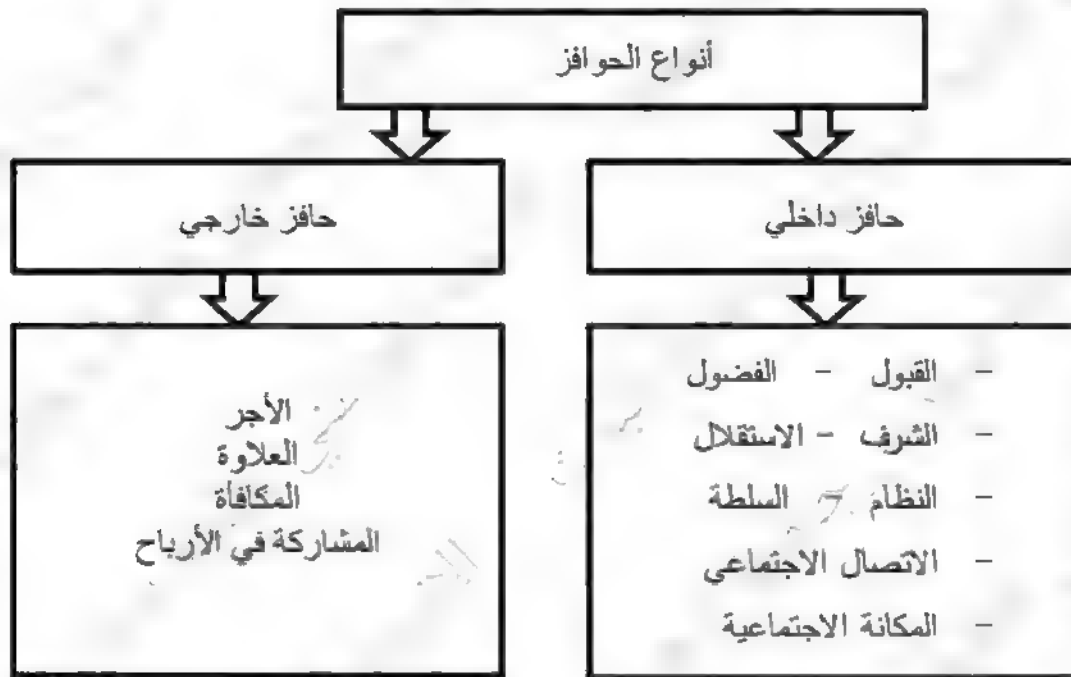 أنواع الحوافز
حافز داخلي
حافز خارجي
- القبول - الفضول
- الشرف - الاستقلال
- النظام - السلطة
- الاتصال الاجتماعي
- المكانة الاجتماعية
الأجر
العلاوة
المكافأة
المشاركة في الأرباح